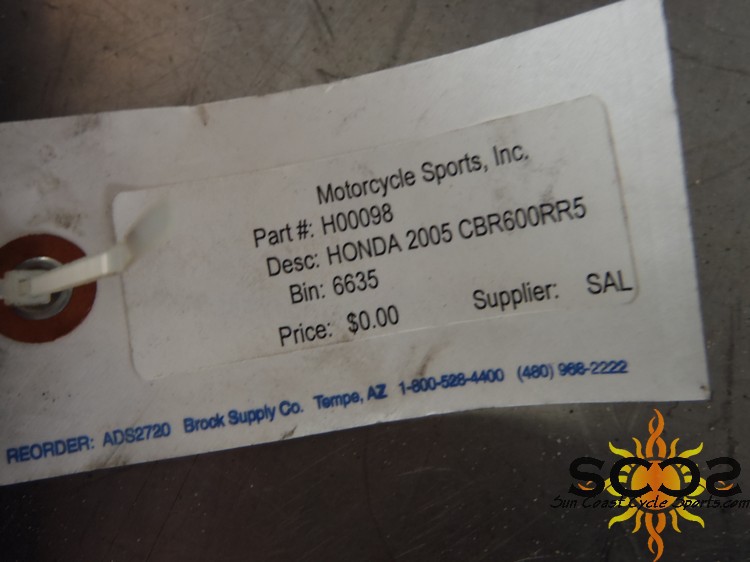 Motorcycle Sports, Inc.
Part #: H00098
Desc: HONDA 2005 CBR600RR5
Bin: 6635
Price: $0.00 Supplier: SAL
REORDER: ADS2720 Brook Supply Co. Tempe, AZ 1-800-528-4400 (480) 968-2222
SCCS
Sun Coast Cycle Sports.com